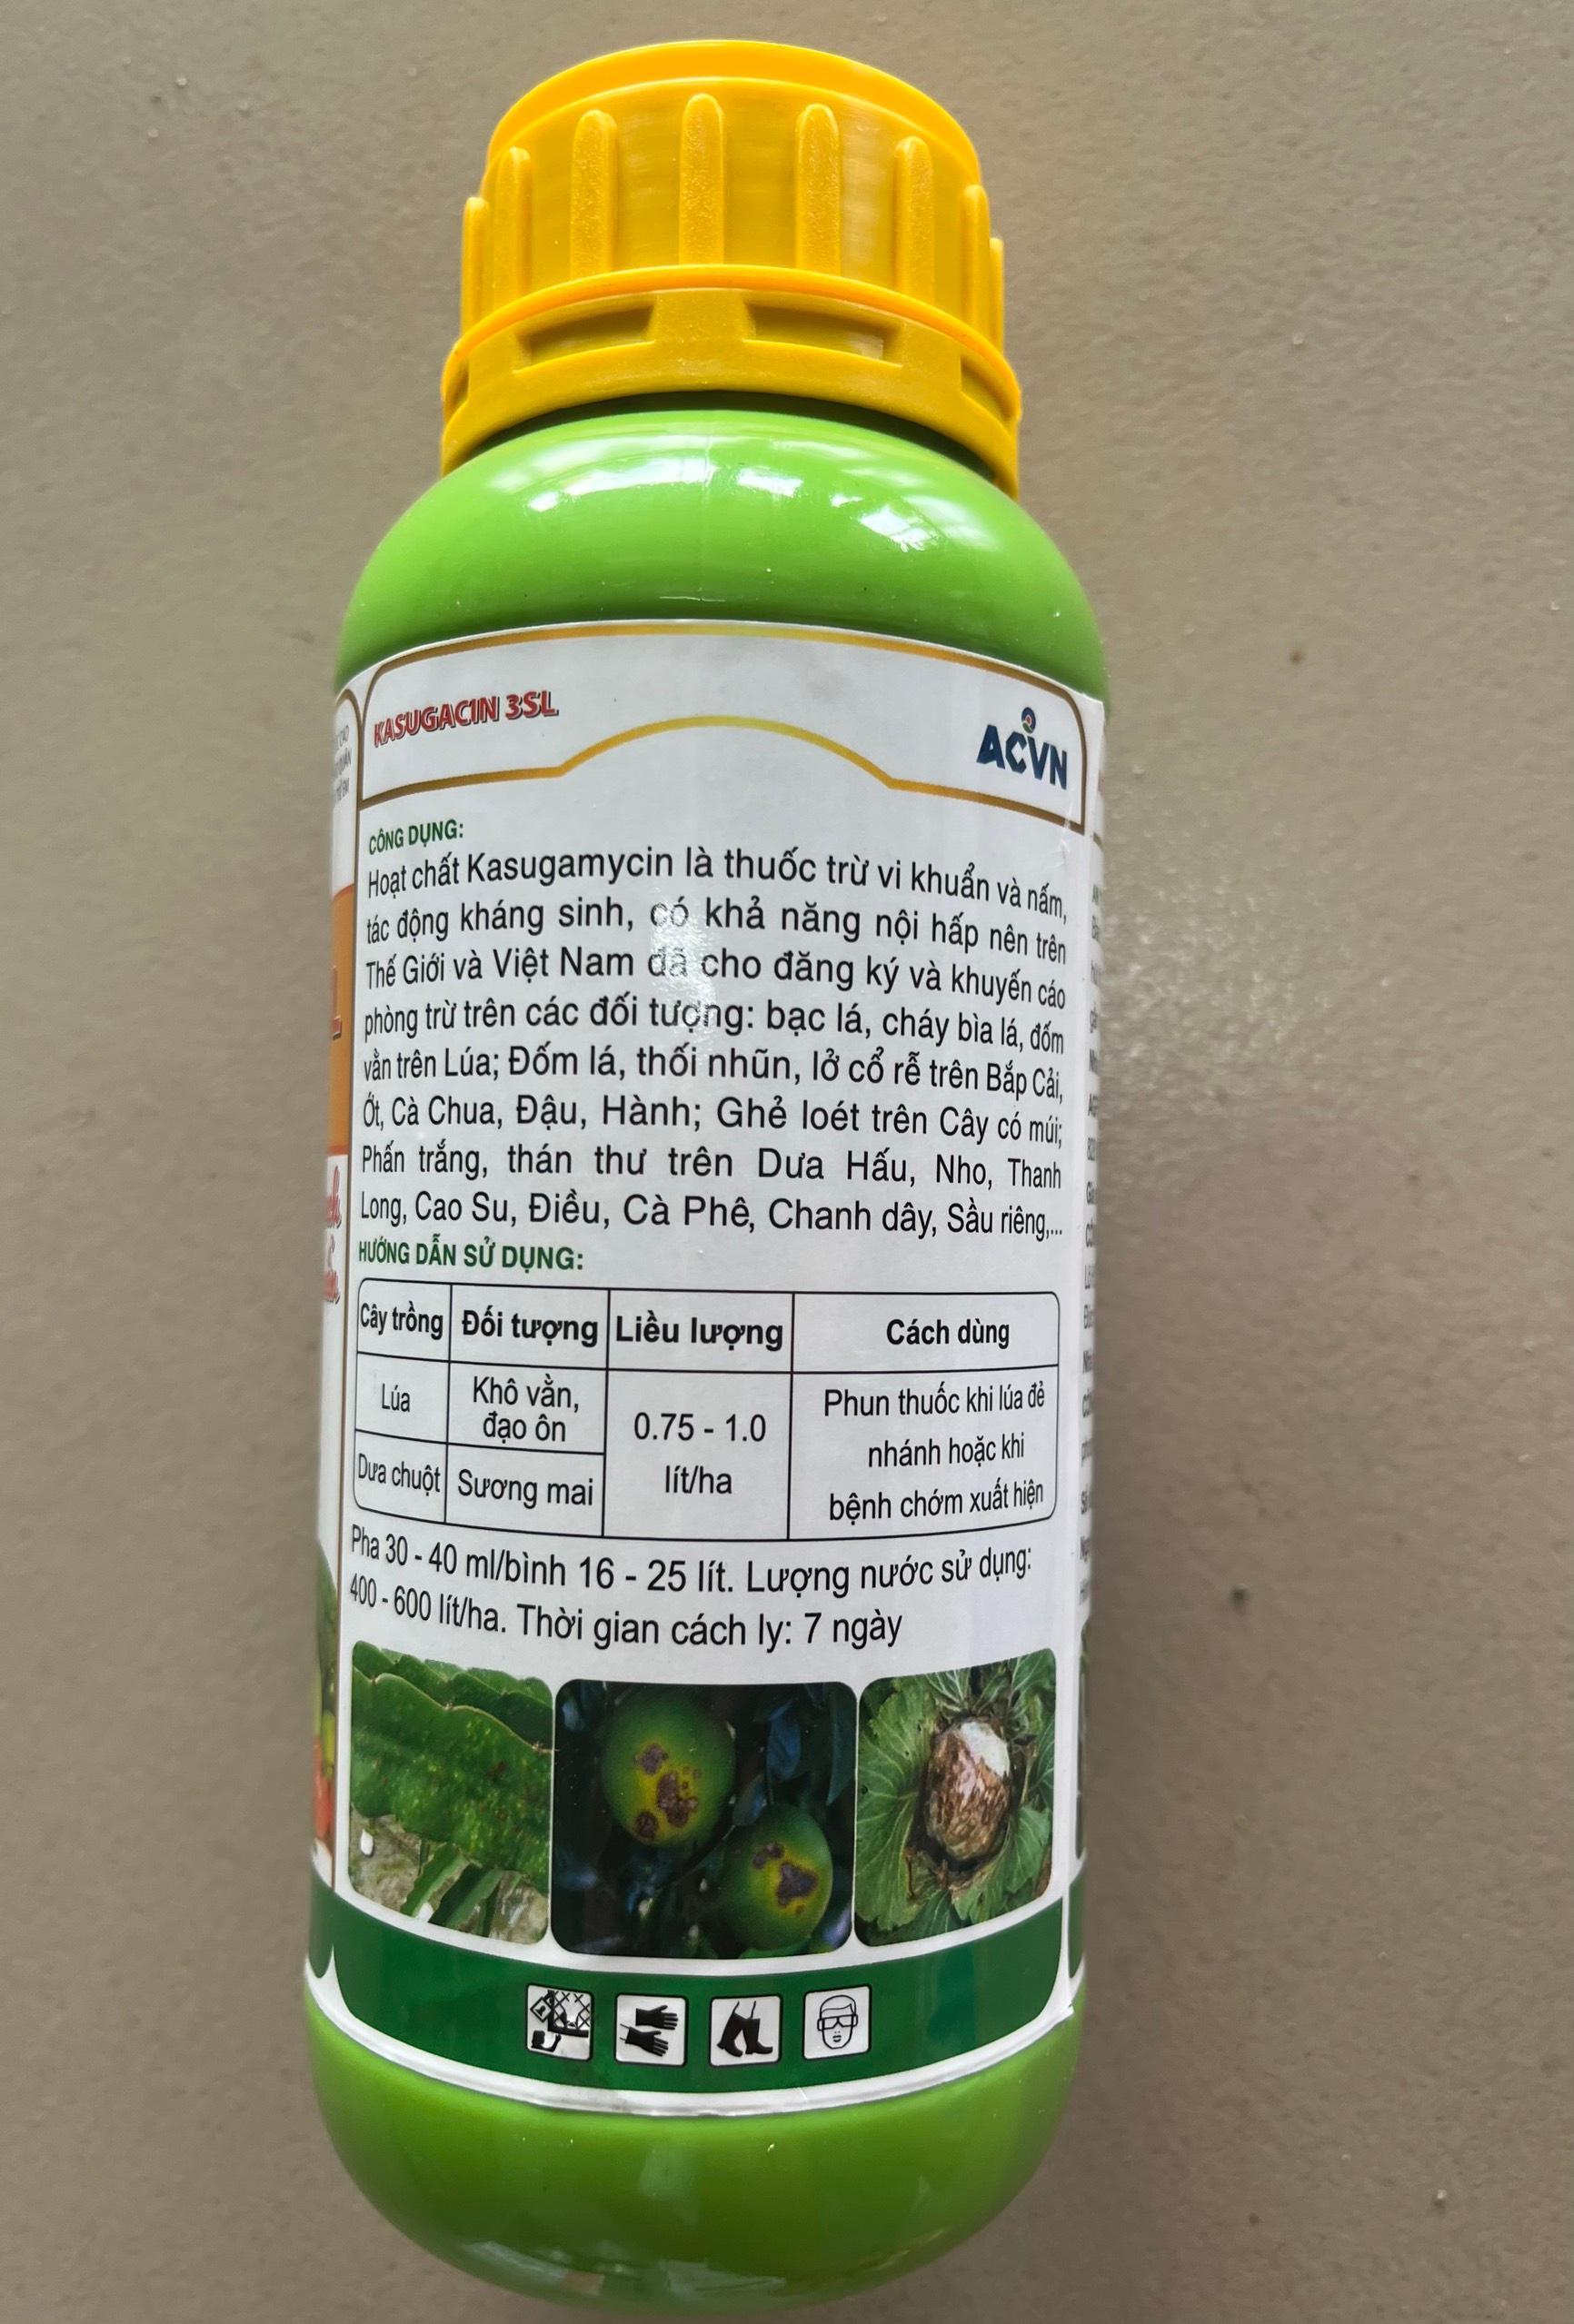 KASUGACIN 3SL
ACVN
CÔNG DỤNG:
Hoạt chất Kasugamycin là thuốc trừ vi khuẩn và nấm,
tác động kháng sinh, có khả năng nội hấp nên trên
Thế Giới và Việt Nam đã cho đăng ký và khuyến cáo
phòng trừ trên các đối tượng: bạc lá, cháy bìa lá, đốm
vằn trên Lúa; Đốm lá, thối nhũn, lở cổ rễ trên Bắp Cải,
Ớt, Cà Chua, Đậu, Hành; Ghẻ loét trên Cây có múi;
Phấn trắng, thán thư trên Dưa Hấu, Nho, Thanh
Long, Cao Su, Điều, Cà Phê, Chanh dây, Sầu riêng,...
HƯỚNG DẪN SỬ DỤNG:
Cây trồng Đối tượng Liều lượng Cách dùng
Lúa Khô vằn, đạo ôn 0.75 - 1.0 lít/ha Phun thuốc khi lúa đẻ
nhánh hoặc khi
Dưa chuột Sương mai bệnh chớm xuất hiện
Pha 30 - 40 ml/bình 16 - 25 lít. Lượng nước sử dụng:
400 - 600 lít/ha. Thời gian cách ly: 7 ngày